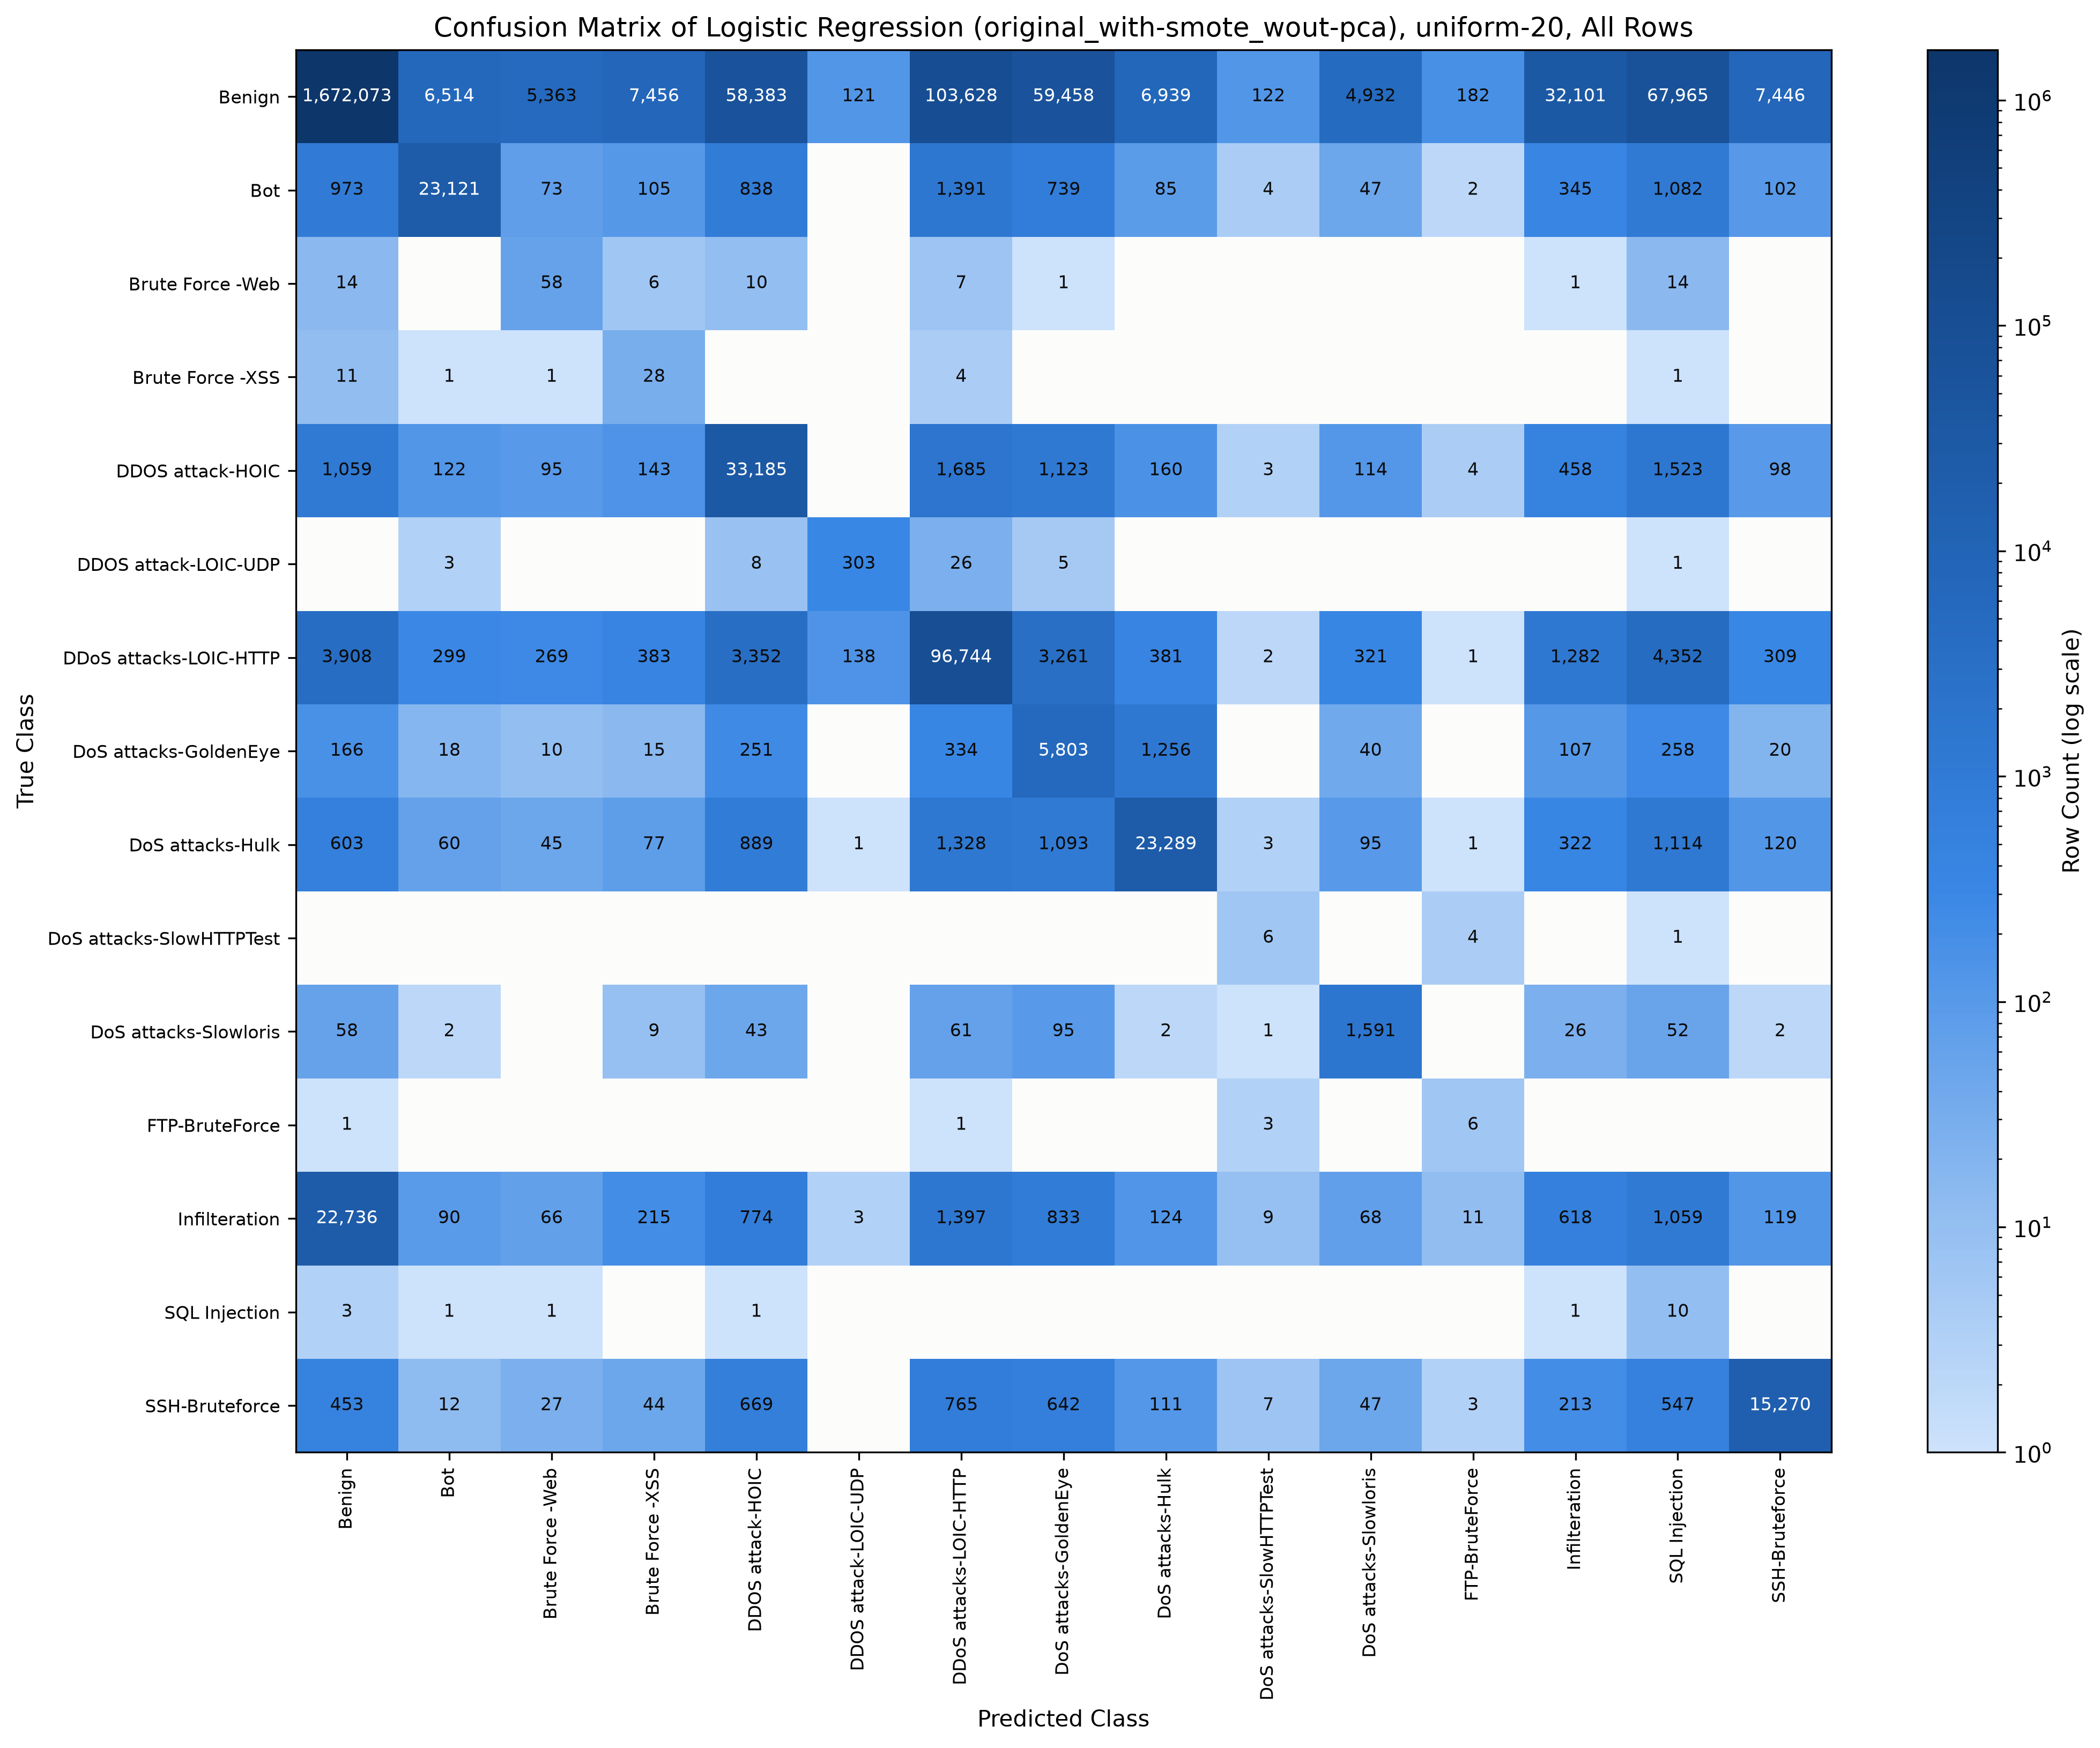 Confusion Matrix of Logistic Regression (original_with-smote_wout-pca), uniform-20, All Rows
True Class
Benign 1,672,073 6,514 5,363 7,456 58,383 121 103,628 59,458 6,939 122 4,932 182 32,101 67,965 7,446
Bot 973 23,121 73 105 838 1,391 739 85 4 47 2 345 1,082 102
Brute Force -Web 14 58 6 10 7 1 1 14
Brute Force -XSS 11 1 1 28 4 1
DDOS attack-HOIC 1,059 122 95 143 33,185 1,685 1,123 160 3 114 4 458 1,523 98
DDOS attack-LOIC-UDP 3 8 303 26 5 1
DDoS attacks-LOIC-HTTP 3,908 299 269 383 3,352 138 96,744 3,261 381 2 321 1 1,282 4,352 309
DoS attacks-GoldenEye 166 18 10 15 251 334 5,803 1,256 40 107 258 20
DoS attacks-Hulk 603 60 45 77 889 1 1,328 1,093 23,289 3 95 1 322 1,114 120
DoS attacks-SlowHTTPTest 6 4 1
DoS attacks-Slowloris 58 2 9 43 61 95 2 1 1,591 26 52 2
FTP-BruteForce 1 1 3 6
Infilteration 22,736 90 66 215 774 3 1,397 833 124 9 68 11 618 1,059 119
SQL Injection 3 1 1 1 1 10
SSH-Bruteforce 453 12 27 44 669 765 642 111 7 47 3 213 547 15,270
Benign
Bot
Brute Force -Web
Brute Force -XSS
DDOS attack-HOIC
DDOS attack-LOIC-UDP
DDoS attacks-LOIC-HTTP
DoS attacks-GoldenEye
DoS attacks-Hulk
DoS attacks-SlowHTTPTest
DoS attacks-Slowloris
FTP-BruteForce
Infilteration
SQL Injection
SSH-Bruteforce
Predicted Class
10⁶
10⁵
10⁴
10³
10²
10¹
10⁰
Row Count (log scale)